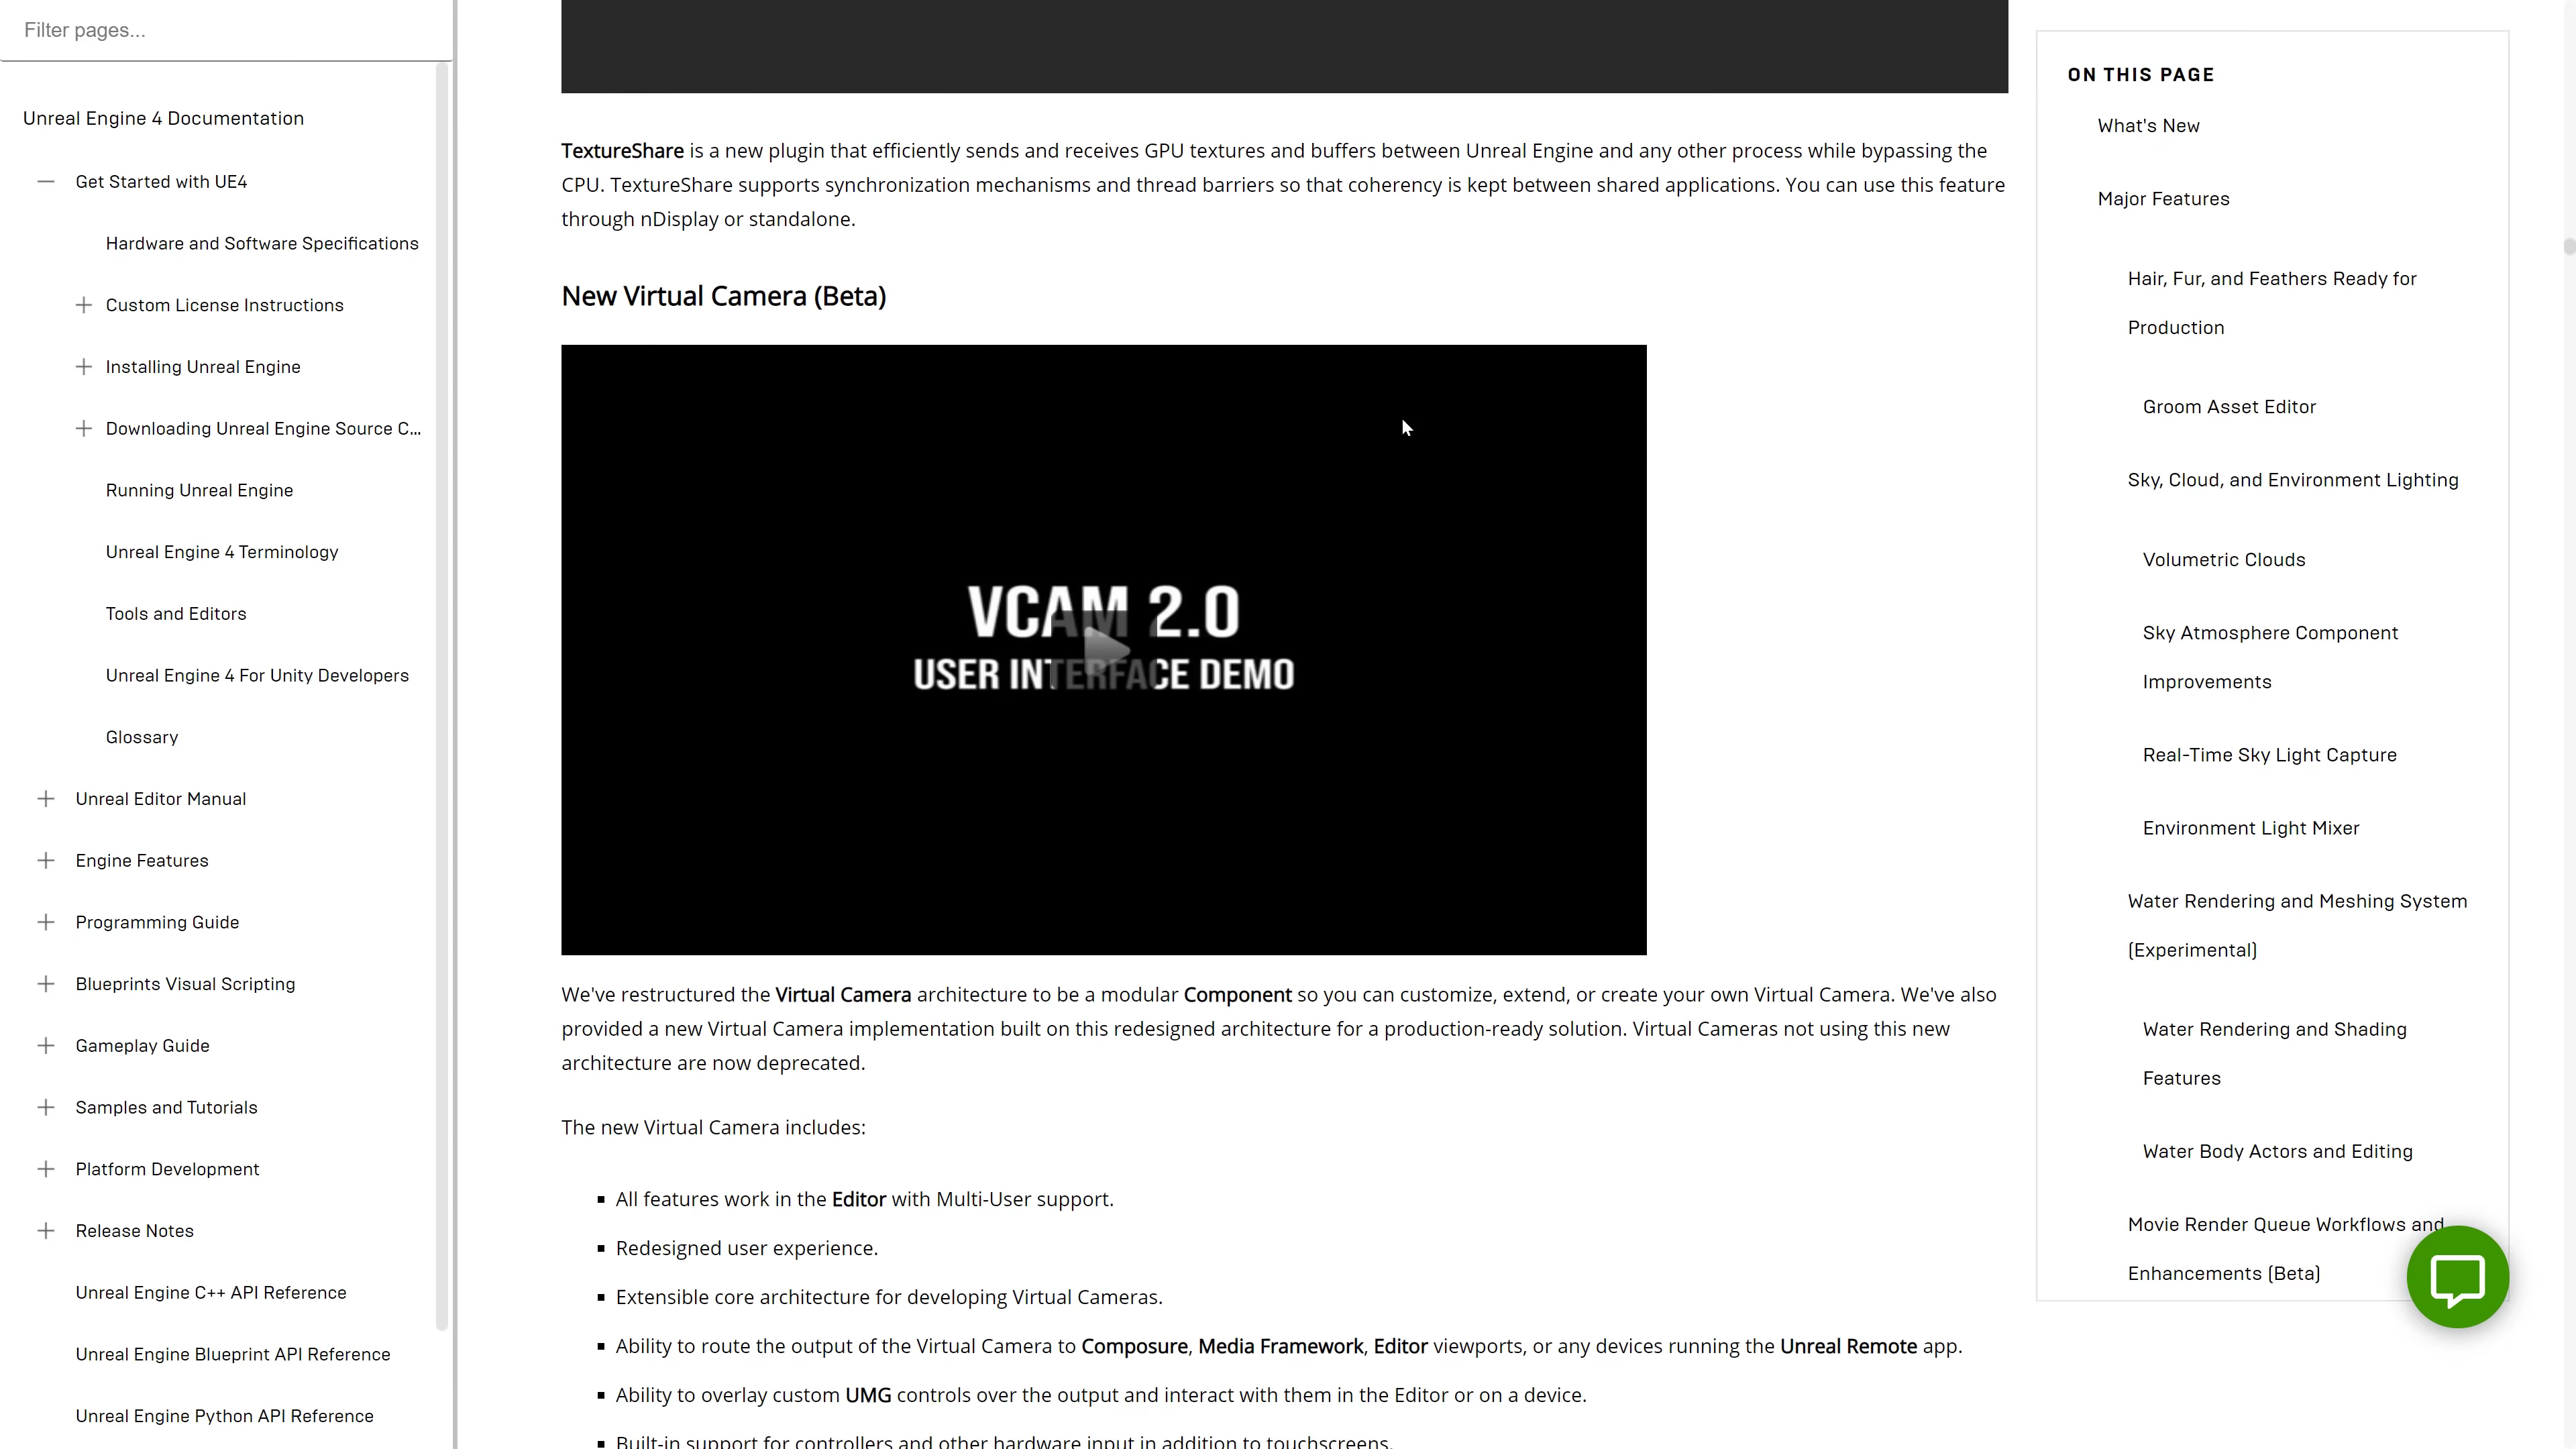 Filter pages...
Unreal Engine 4 Documentation
Get Started with UE4
Hardware and Software Specifications
Custom License Instructions
Installing Unreal Engine
Downloading Unreal Engine Source C...
Running Unreal Engine
Unreal Engine 4 Terminology
Tools and Editors
Unreal Engine 4 For Unity Developers
Glossary
Unreal Editor Manual
Engine Features
Programming Guide
Blueprints Visual Scripting
Gameplay Guide
Samples and Tutorials
Platform Development
Release Notes
Unreal Engine C++ API Reference
Unreal Engine Blueprint API Reference
Unreal Engine Python API Reference
TextureShare is a new plugin that efficiently sends and receives GPU textures and buffers between Unreal Engine and any other process while bypassing the
CPU. TextureShare supports synchronization mechanisms and thread barriers so that coherency is kept between shared applications. You can use this feature
through nDisplay or standalone.
New Virtual Camera (Beta)
VCAM 2.0
USER INTERFACE DEMO
We've restructured the Virtual Camera architecture to be a modular Component so you can customize, extend, or create your own Virtual Camera. We've also
provided a new Virtual Camera implementation built on this redesigned architecture for a production-ready solution. Virtual Cameras not using this new
architecture are now deprecated.
The new Virtual Camera includes:
All features work in the Editor with Multi-User support.
Redesigned user experience.
Extensible core architecture for developing Virtual Cameras.
Ability to route the output of the Virtual Camera to Composure, Media Framework, Editor viewports, or any devices running the Unreal Remote app.
Ability to overlay custom UMG controls over the output and interact with them in the Editor or on a device.
Built-in support for controllers and other hardware input in addition to touchscreens.
ON THIS PAGE
What's New
Major Features
Hair, Fur, and Feathers Ready for
Production
Groom Asset Editor
Sky, Cloud, and Environment Lighting
Volumetric Clouds
Sky Atmosphere Component
Improvements
Real-Time Sky Light Capture
Environment Light Mixer
Water Rendering and Meshing System
(Experimental)
Water Rendering and Shading
Features
Water Body Actors and Editing
Movie Render Queue Workflows and
Enhancements (Beta)